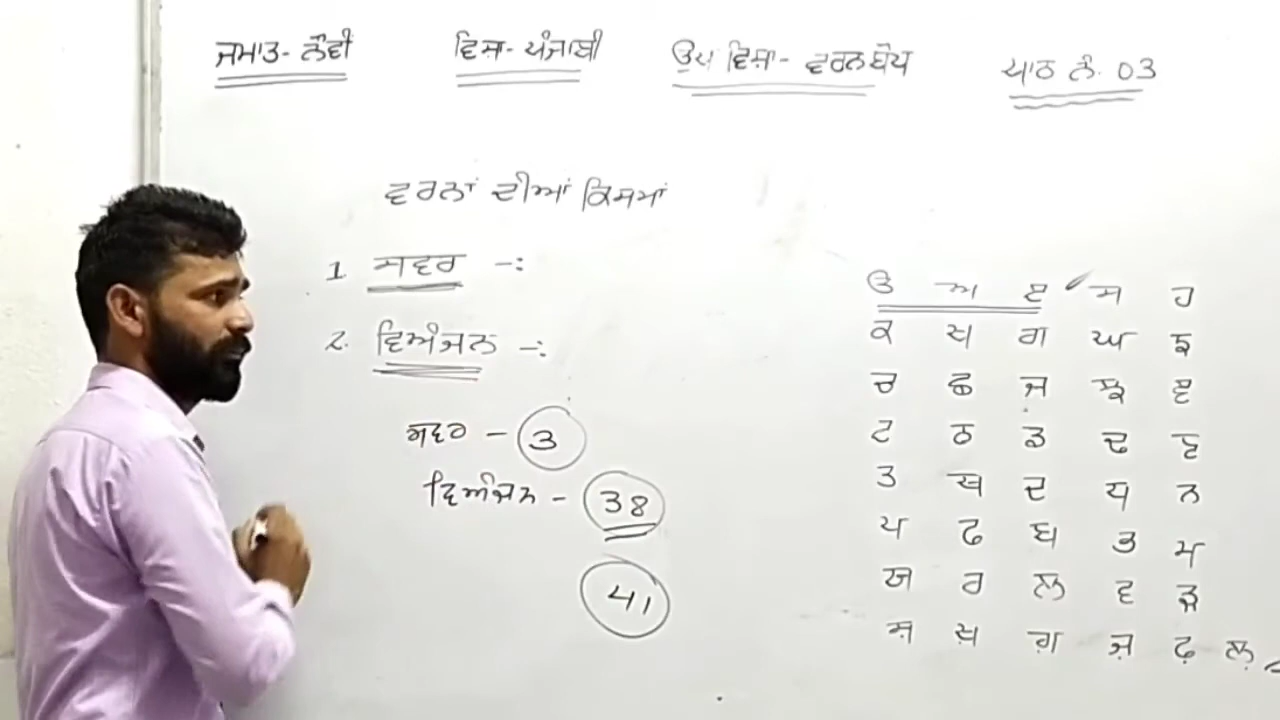 ਜਮਾਤ- ਨੌਵੀਂ ਵਿਸ਼ਾ- ਪੰਜਾਬੀ ਉਪ ਵਿਸ਼ਾ- ਵਰਨਬੋਧ ਪਾਠ ਨੰ. 03
ਵਰਨਾਂ ਦੀਆਂ ਕਿਸਮਾਂ
1 ਸਵਰ -:
2. ਵਿਅੰਜਨ -:
ਸਵਰ - 3
ਵਿਅੰਜਨ - 38
41
ੳ ਅ ੲ ਸ ਹ
ਕ ਖ ਗ ਘ ਙ
ਚ ਛ ਜ ਝ ਞ
ਟ ਠ ਡ ਢ ਣ
ਤ ਥ ਦ ਧ ਨ
ਪ ਫ ਬ ਭ ਮ
ਯ ਰ ਲ ਵ ੜ
ਸ਼ ਖ਼ ਗ਼ ਜ਼ ਫ਼ ਲ਼